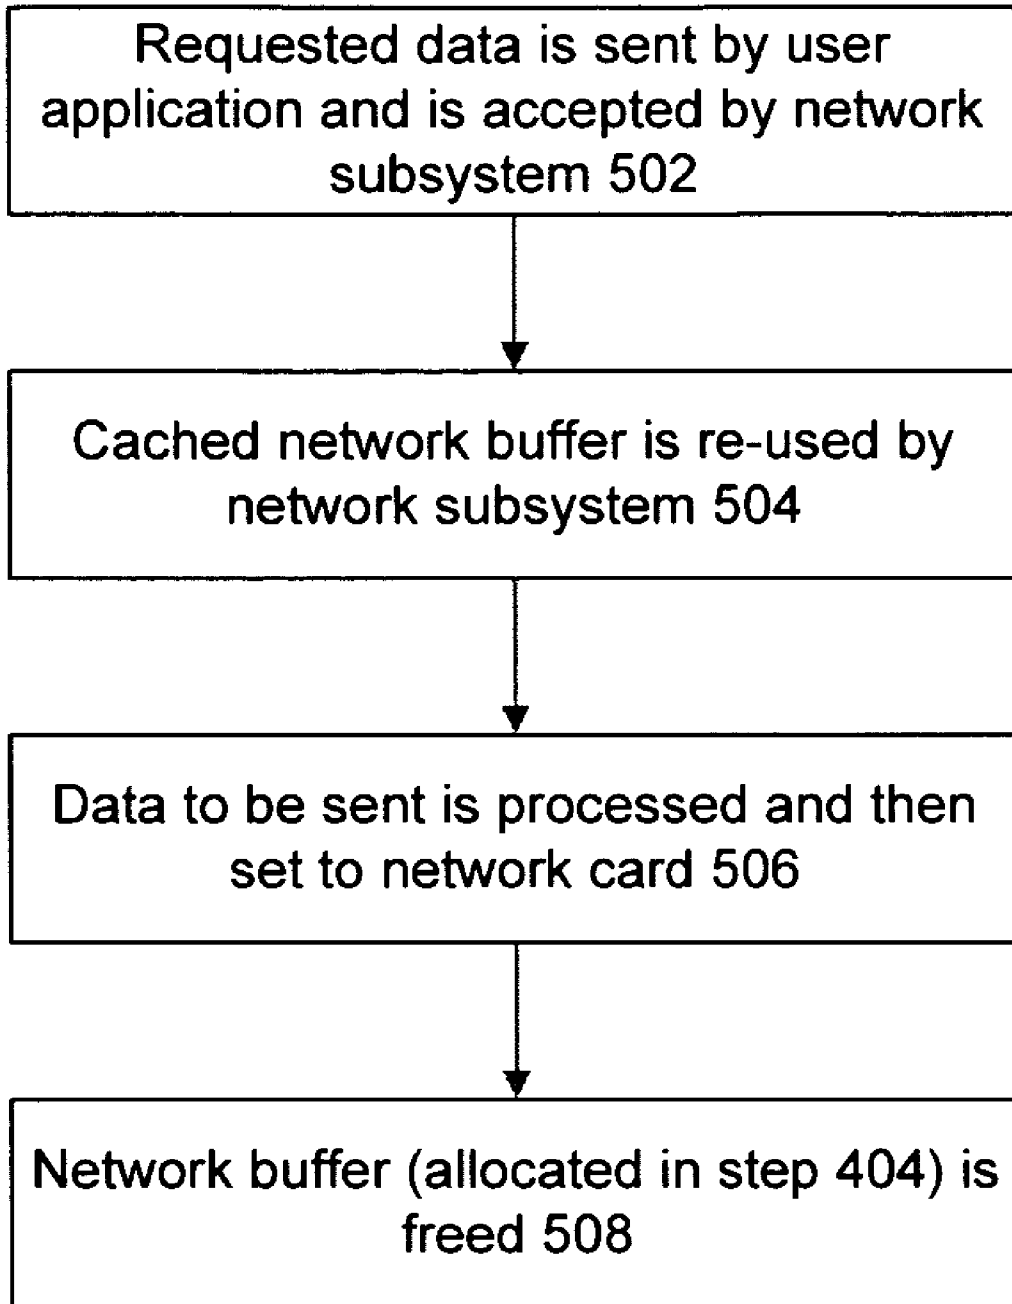 Requested data is sent by user
application and is accepted by network
subsystem 502
Cached network buffer is re-used by
network subsystem 504
Data to be sent is processed and then
set to network card 506
Network buffer (allocated in step 404) is
freed 508